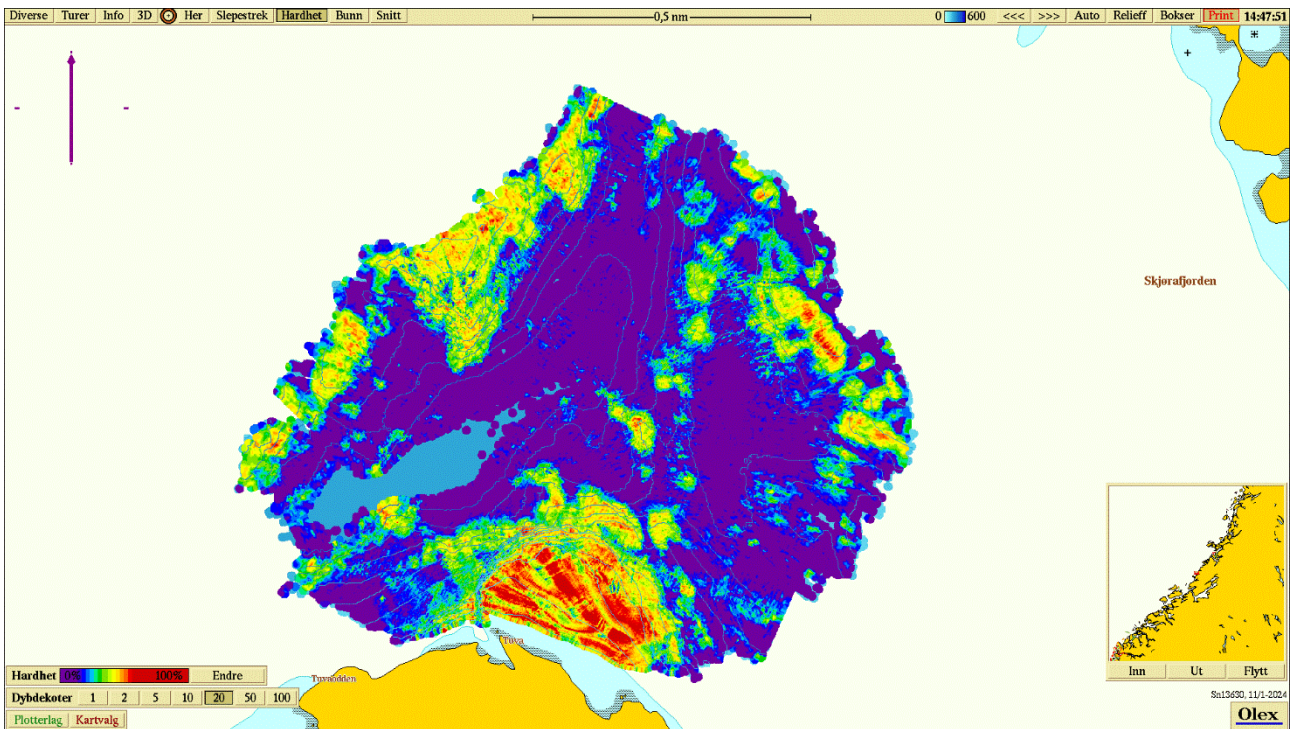 Diverse Turer Info 3D Her Slepestrek Hardhet Bunn Snitt 0,5 nm 0 600 <<< >>> Auto Relieff Bokser Print 14:47:51
Skjørafjorden
Tuva
Tuvaodden
Hardhet 0% 100% Endre
Dybdekoter 1 2 5 10 20 50 100
Plotterlag Kartvalg
Inn Ut Flytt
Sn13630, 11/1-2024
Olex